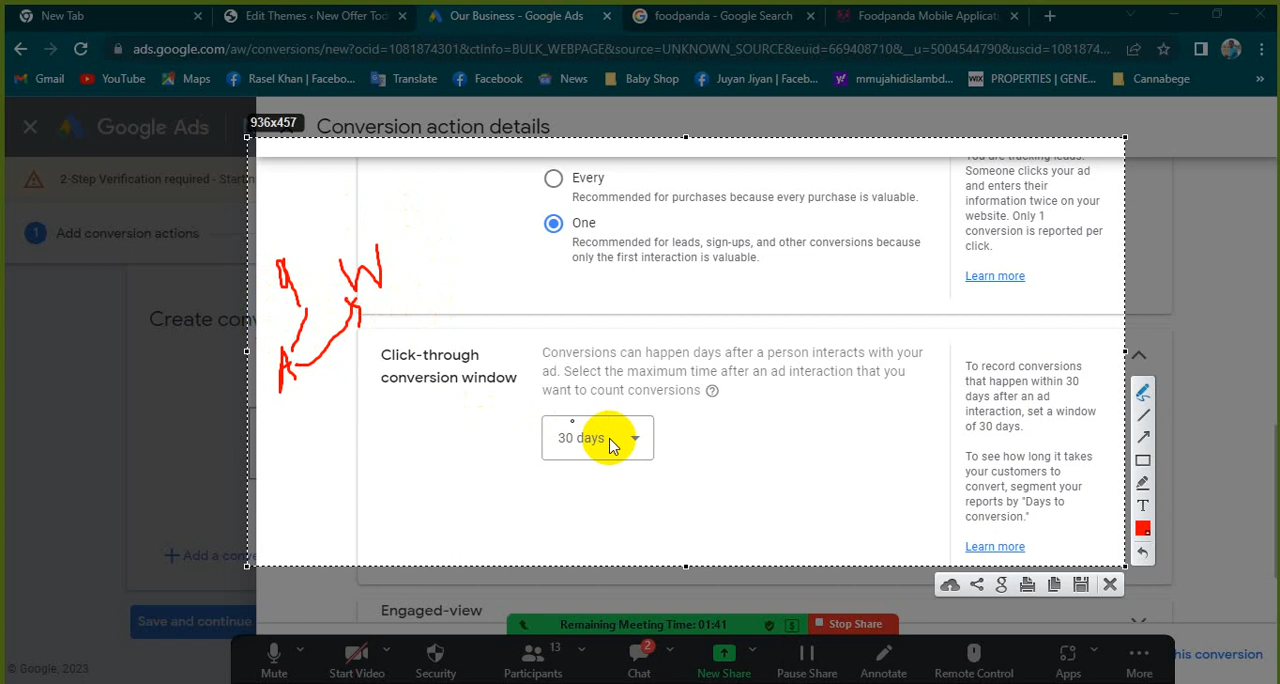 New Tab
Edit Themes ‹ New Offer Too
Our Business - Google Ads
foodpanda - Google Search
Foodpanda Mobile Applicati
ads.google.com/aw/conversions/new?ocid=1081874301&ctInfo=BULK_WEBPAGE&source=UNKNOWN_SOURCE&euid=669408710&__u=5004544790&uscid=1081874...
Gmail
YouTube
Maps
Rasel Khan | Facebo...
Translate
Facebook
News
Baby Shop
Juyan Jiyan | Faceb...
mmujahidislambd...
WIX
PROPERTIES | GENE...
Cannabege
»
936x457
Google Ads
Conversion action details
2-Step Verification required - Start
1 Add conversion actions
Create con
Add a conve
Save and continue
© Google, 2023
Every
Recommended for purchases because every purchase is valuable.
One
Recommended for leads, sign-ups, and other conversions because
only the first interaction is valuable.
You are tracking leads.
Someone clicks your ad
and enters their
information twice on your
website. Only 1
conversion is reported per
click.
Learn more
W
A
Click-through
conversion window
Conversions can happen days after a person interacts with your
ad. Select the maximum time after an ad interaction that you
want to count conversions
30 days
To record conversions
that happen within 30
days after an ad
interaction, set a window
of 30 days.
To see how long it takes
your customers to
convert, segment your
reports by "Days to
conversion."
Learn more
T
g
Engaged-view
Remaining Meeting Time: 01:41
Stop Share
his conversion
Mute
Start Video
Security
13
Participants
2
Chat
New Share
Pause Share
Annotate
Remote Control
Apps
More